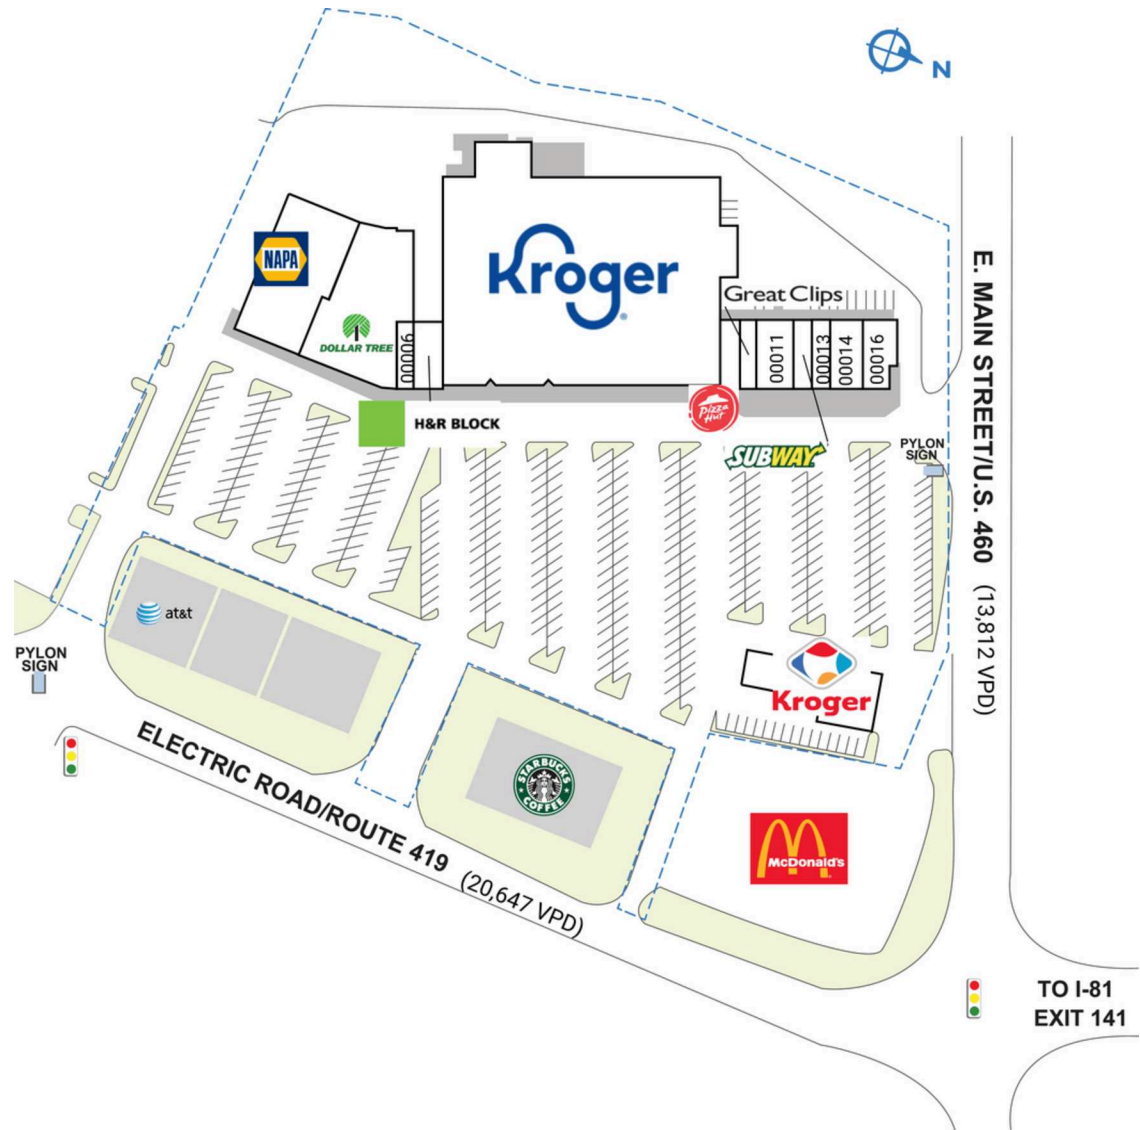 N
NAPA
Kroger
Great Clips
DOLLAR TREE
00006
00011
00013
00014
00016
H&R BLOCK
Pizza
Hut
SUBWAY
PYLON
SIGN
E. MAIN STREET/U.S. 460 (13,812 VPD)
at&t
PYLON
SIGN
Kroger
ELECTRIC ROAD/ROUTE 419 (20,647 VPD)
STARBUCKS
COFFEE
McDonald's
TO I-81
EXIT 141